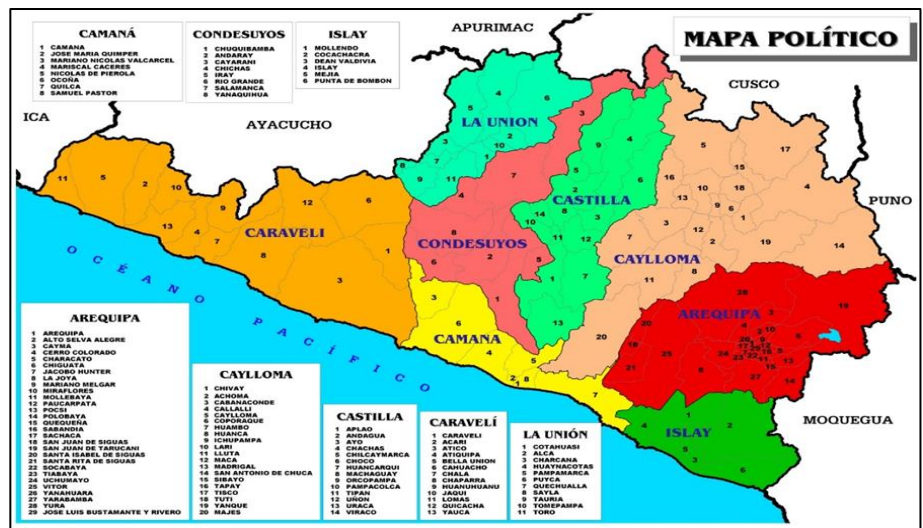 CAMANÁ
1 CAMANA
2 JOSE MARIA QUIMPER
3 MARIANO NICOLAS VALCARCEL
4 MARISCAL CACERES
5 NICOLAS DE PIEROLA
6 OCOÑA
7 QUILCA
8 SAMUEL PASTOR
CONDESUYOS
1 CHUQUIBAMBA
2 ANDARAY
3 CAYARANI
4 CHICHAS
5 IRAY
6 RIO GRANDE
7 SALAMANCA
8 YANAQUIHUA
ISLAY
1 MOLLENDO
2 COCACHACRA
3 DEAN VALDIVIA
4 ISLAY
5 MEJIA
6 PUNTA DE BOMBON
MAPA POLÍTICO
APURIMAC
CUSCO
ICA
AYACUCHO
PUNO
MOQUEGUA
LA UNION
CASTILLA
CARAVELI
CONDESUYOS
CAYLLOMA
CAMANA
AREQUIPA
ISLAY
OCÉANO PACÍFICO
AREQUIPA
1 AREQUIPA
2 ALTO SELVA ALEGRE
3 CAYMA
4 CERRO COLORADO
5 CHARACATO
6 CHIGUATA
7 JACOBO HUNTER
8 LA JOYA
9 MARIANO MELGAR
10 MIRAFLORES
11 MOLLEBAYA
12 PAUCARPATA
13 POCSI
14 POLOBAYA
15 QUEQUEÑA
16 SABANDIA
17 SACHACA
18 SAN JUAN DE SIGUAS
19 SAN JUAN DE TARUCANI
20 SANTA ISABEL DE SIGUAS
21 SANTA RITA DE SIGUAS
22 SOCABAYA
23 TIABAYA
24 UCHUMAYO
25 VITOR
26 YANAHUARA
27 YARABAMBA
28 YURA
29 JOSE LUIS BUSTAMANTE Y RIVERO
CAYLLOMA
1 CHIVAY
2 ACHOMA
3 CABANACONDE
4 CALLALLI
5 CAYLLOMA
6 COPORAQUE
7 HUAMBO
8 HUANCA
9 ICHUPAMPA
10 LARI
11 LLUTA
12 MACA
13 MADRIGAL
14 SAN ANTONIO DE CHUCA
15 SIBAYO
16 TAPAY
17 TISCO
18 TUTI
19 YANQUE
20 MAJES
CASTILLA
1 APLAO
2 ANDAGUA
3 AYO
4 CHACHAS
5 CHILCAYMARCA
6 CHOCO
7 HUANCARQUI
8 MACHAGUAY
9 ORCOPAMPA
10 PAMPACOLCA
11 TIPAN
12 UÑON
13 URACA
14 VIRACO
CARAVELÍ
1 CARAVELI
2 ACARI
3 ATICO
4 ATIQUIPA
5 BELLA UNION
6 CAHUACHO
7 CHALA
8 CHAPARRA
9 HUANUHUANU
10 JAQUI
11 LOMAS
12 QUICACHA
13 YAUCA
LA UNIÓN
1 COTAHUASI
2 ALCA
3 CHARCANA
4 HUAYNACOTAS
5 PAMPAMARCA
6 PUYCA
7 QUECHUALLA
8 SAYLA
9 TAURIA
10 TOMEPAMPA
11 TORO